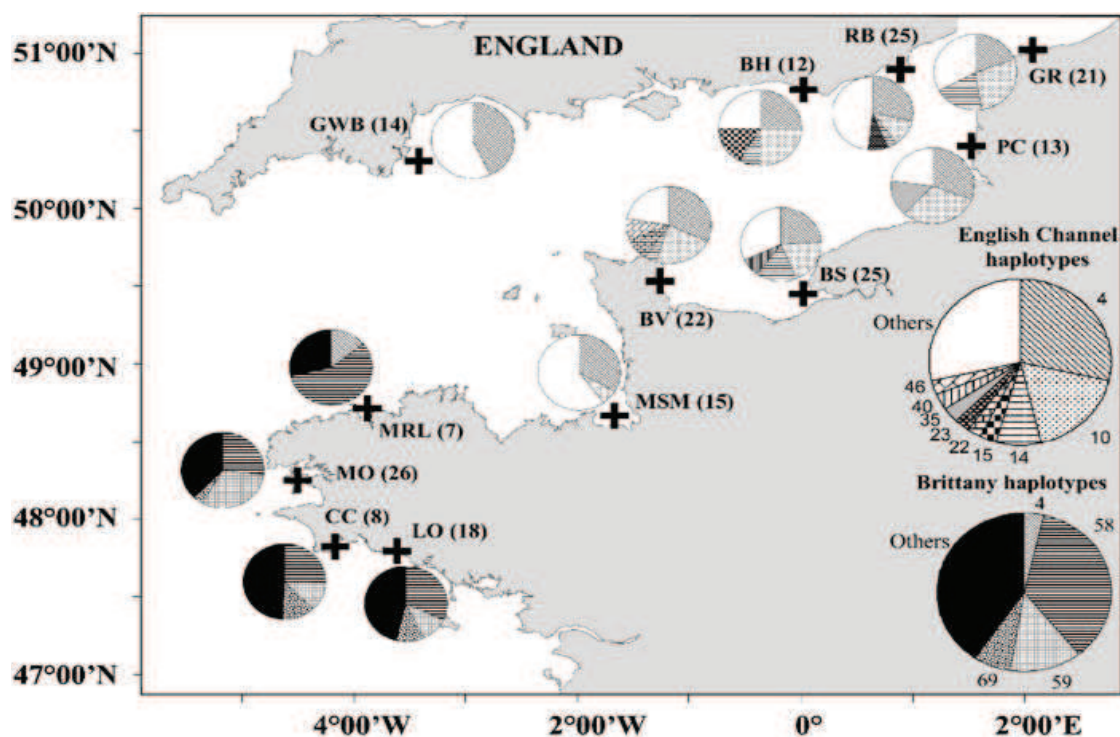 51°00'N
50°00'N
49°00'N
48°00'N
47°00'N
ENGLAND
RB (25)
BH (12)
GR (21)
GWB (14)
PC (13)
English Channel
haplotypes
BS (25)
BV (22)
4
Others
46
40
35
23
22
15
14
10
MSM (15)
MRL (7)
MO (26)
Brittany haplotypes
4
58
CC (8)
LO (18)
Others
69
59
4°00'W
2°00'W
0°
2°00'E